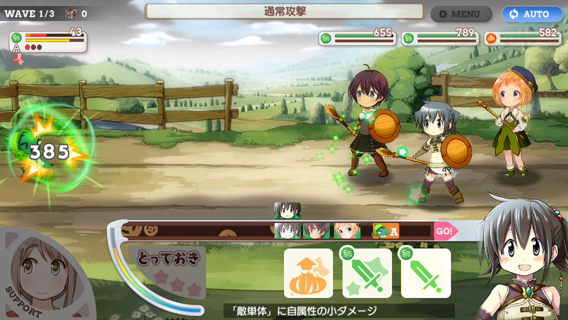 WAVE 1/3 0
通常攻撃
MENU
AUTO
43
A
655
789
582
385
A
GO!
とっておき
SUPPORT
「敵単体」に自属性の小ダメージ